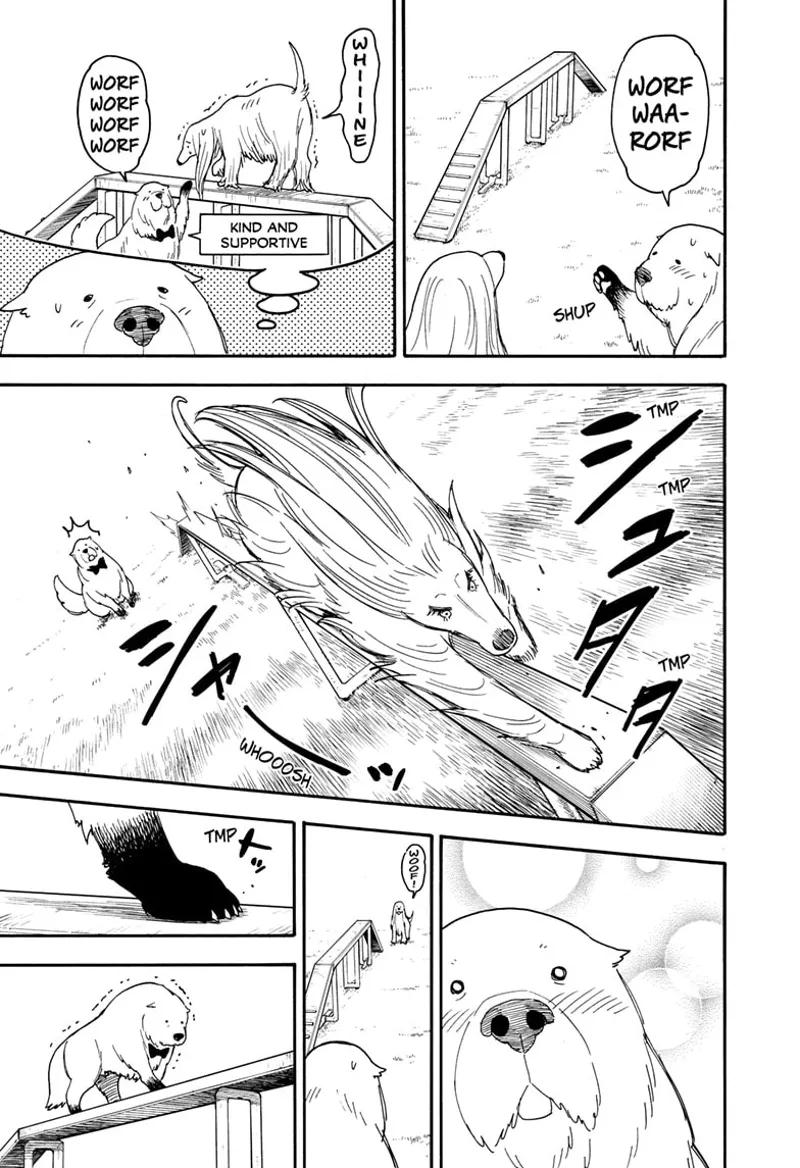 WORF
WAA-
RORF
SHUP
WHIIINE
WORF
WORF
WORF
WORF
KIND AND
SUPPORTIVE
TMP
TMP
TMP
シュタタ
シャッ
WHOOOSH
WOOF!
TMP
トッ